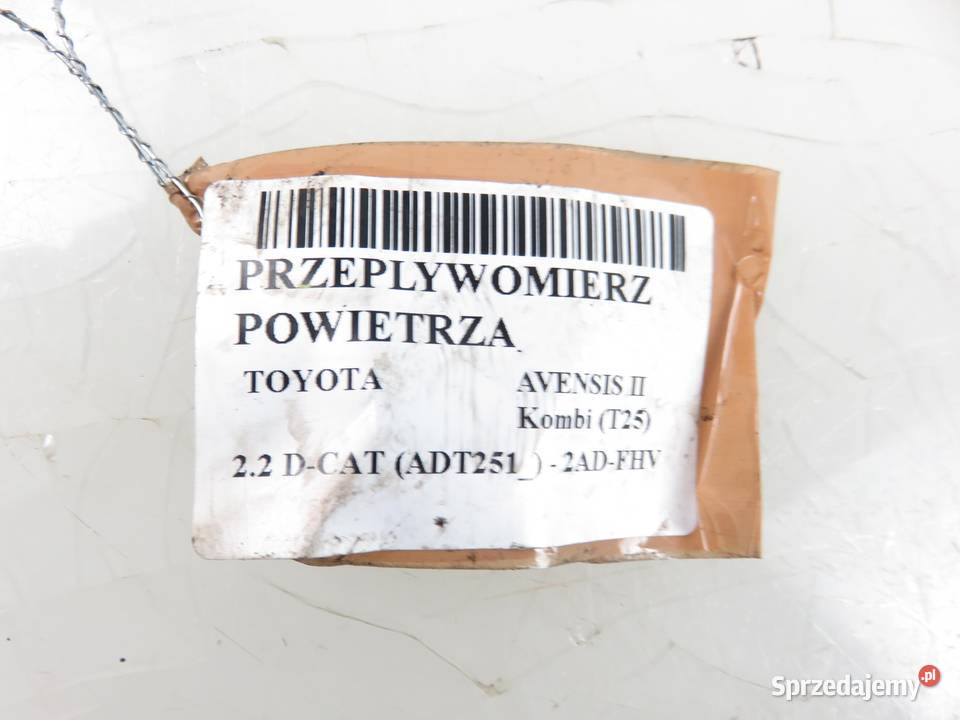 PRZEPLYWOMIERZ
POWIETRZA
TOYOTA AVENSIS II
Kombi (T25)
2.2 D-CAT (ADT251_) - 2AD-FHV
Sprzedajemy.pl